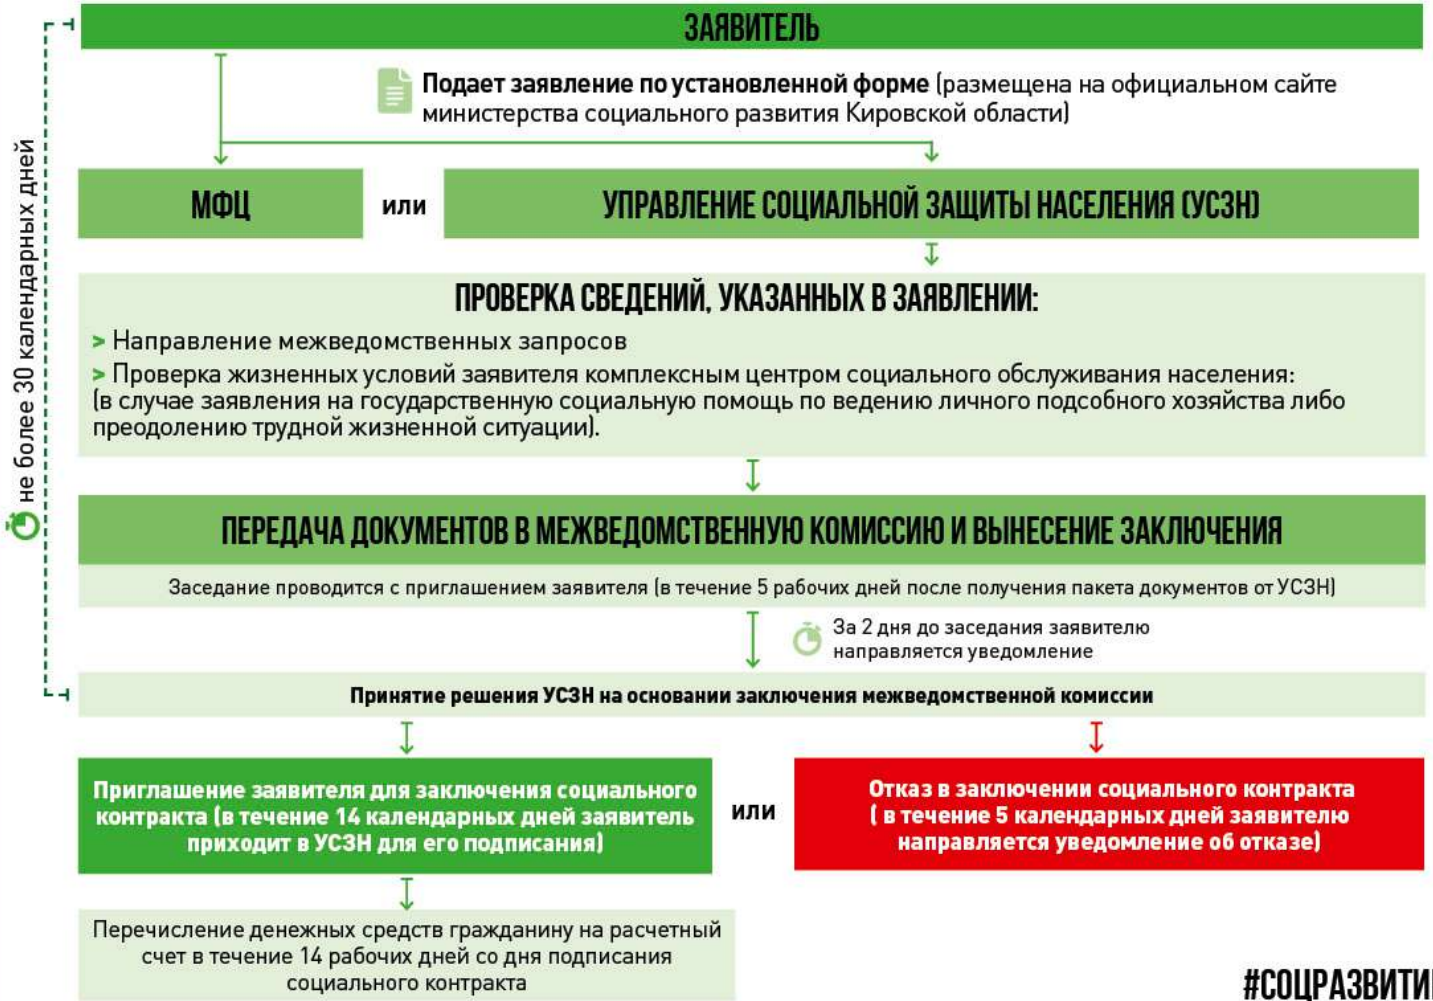 ЗАЯВИТЕЛЬ
Подает заявление по установленной форме (размещена на официальном сайте
министерства социального развития Кировской области)
не более 30 календарных дней
МФЦ
или
УПРАВЛЕНИЕ СОЦИАЛЬНОЙ ЗАЩИТЫ НАСЕЛЕНИЯ (УСЗН)
ПРОВЕРКА СВЕДЕНИЙ, УКАЗАННЫХ В ЗАЯВЛЕНИИ:
> Направление межведомственных запросов
> Проверка жизненных условий заявителя комплексным центром социального обслуживания населения:
(в случае заявления на государственную социальную помощь по ведению личного подсобного хозяйства либо
преодолению трудной жизненной ситуации).
ПЕРЕДАЧА ДОКУМЕНТОВ В МЕЖВЕДОМСТВЕННУЮ КОМИССИЮ И ВЫНЕСЕНИЕ ЗАКЛЮЧЕНИЯ
Заседание проводится с приглашением заявителя (в течение 5 рабочих дней после получения пакета документов от УСЗН)
За 2 дня до заседания заявителю
направляется уведомление
Принятие решения УСЗН на основании заключения межведомственной комиссии
Приглашение заявителя для заключения социального
контракта (в течение 14 календарных дней заявитель
приходит в УСЗН для его подписания)
или
Отказ в заключении социального контракта
( в течение 5 календарных дней заявителю
направляется уведомление об отказе)
Перечисление денежных средств гражданину на расчетный
счет в течение 14 рабочих дней со дня подписания
социального контракта
#СОЦРАЗВИТИ